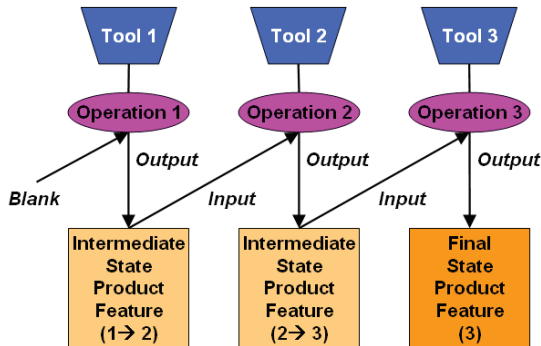 Tool 1
Tool 2
Tool 3
Operation 1
Operation 2
Operation 3
Output
Output
Output
Blank
Input
Input
Intermediate
State
Product
Feature
(1→ 2)
Intermediate
State
Product
Feature
(2→ 3)
Final
State
Product
Feature
(3)